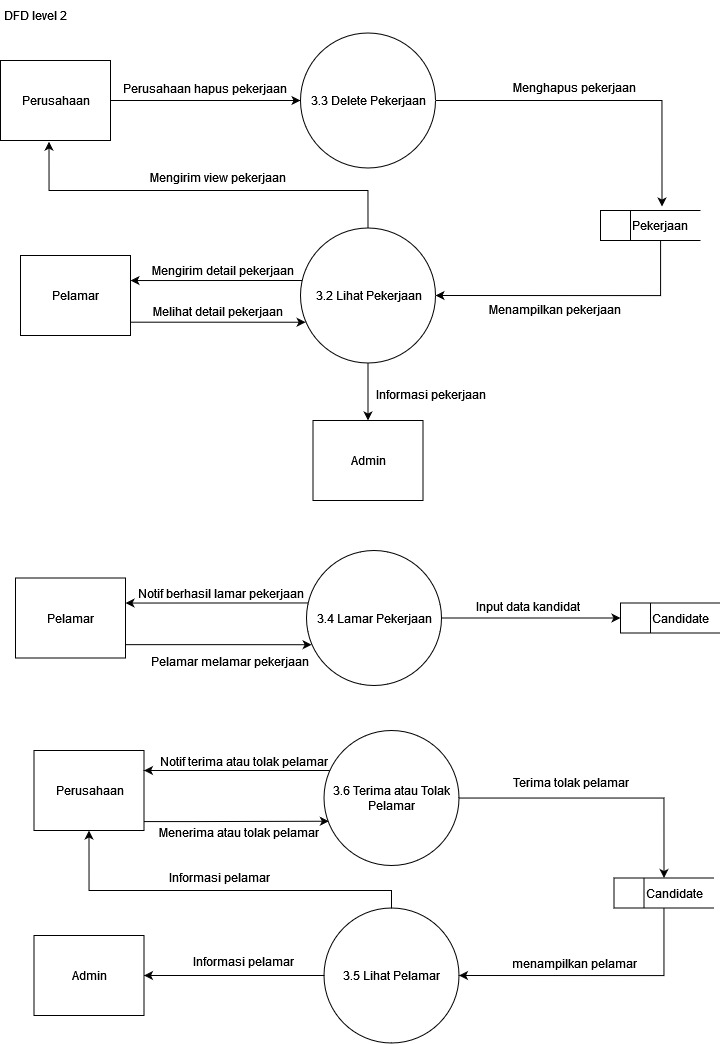 DFD level 2
Perusahaan
Perusahaan hapus pekerjaan
3.3 Delete Pekerjaan
Menghapus pekerjaan
Mengirim view pekerjaan
Pekerjaan
Pelamar
Mengirim detail pekerjaan
Melihat detail pekerjaan
3.2 Lihat Pekerjaan
Menampilkan pekerjaan
Informasi pekerjaan
Admin
Pelamar
Notif berhasil lamar pekerjaan
Pelamar melamar pekerjaan
3.4 Lamar Pekerjaan
Input data kandidat
Candidate
Perusahaan
Notif terima atau tolak pelamar
Menerima atau tolak pelamar
3.6 Terima atau Tolak
Pelamar
Terima tolak pelamar
Informasi pelamar
Candidate
Admin
Informasi pelamar
3.5 Lihat Pelamar
menampilkan pelamar